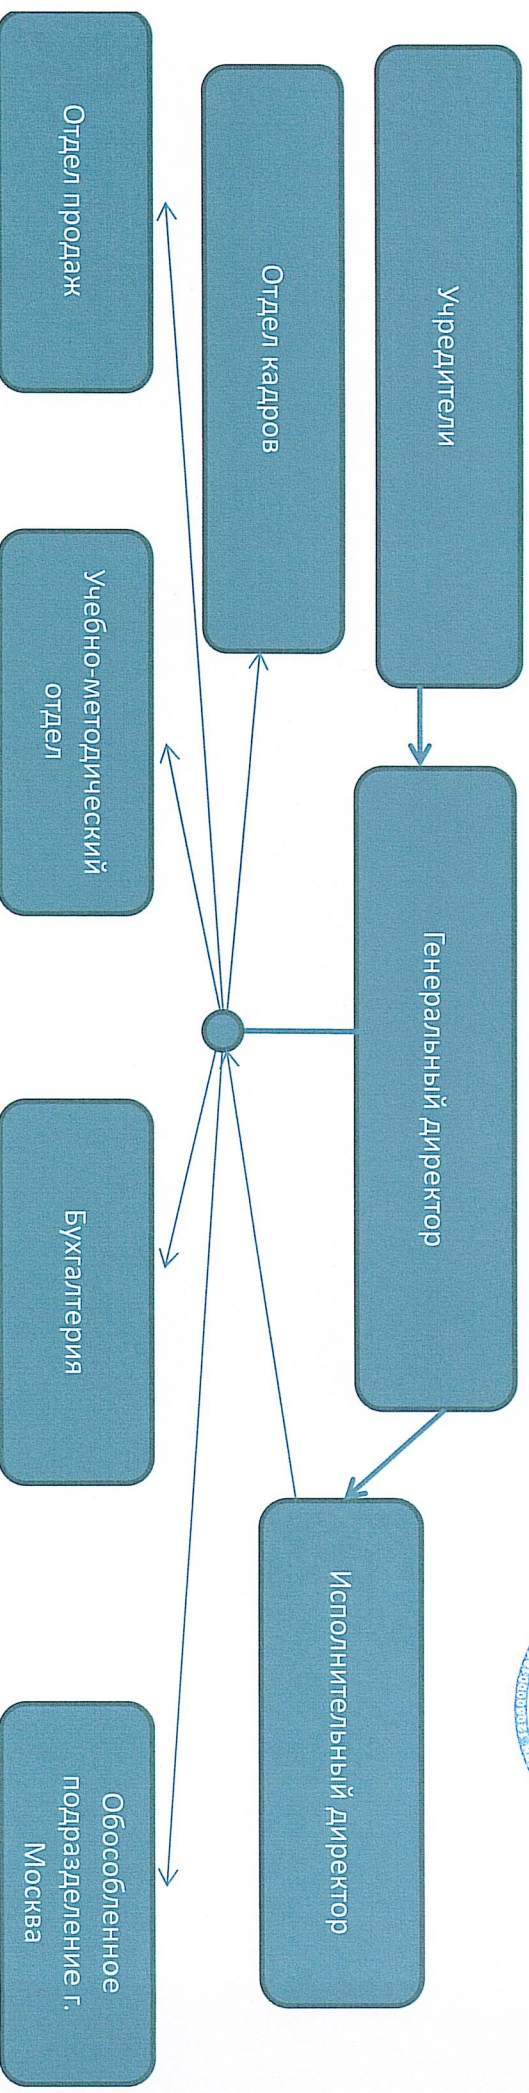 Учредители
Генеральный директор
Исполнительный директор
Отдел кадров
Отдел продаж
Учебно-методический
отдел
Бухгалтерия
Обособленное
подразделение г.
Москва